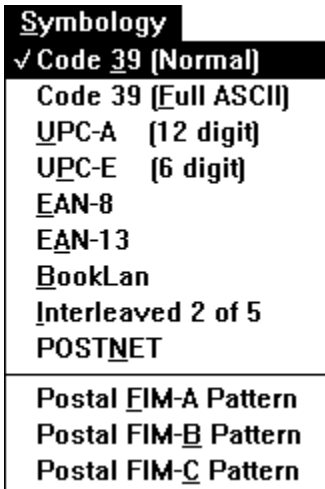 Symbology
✓ Code 39 (Normal)
Code 39 (Full ASCII)
UPC-A (12 digit)
UPC-E (6 digit)
EAN-8
EAN-13
BookLan
Interleaved 2 of 5
POSTNET
Postal FIM-A Pattern
Postal FIM-B Pattern
Postal FIM-C Pattern